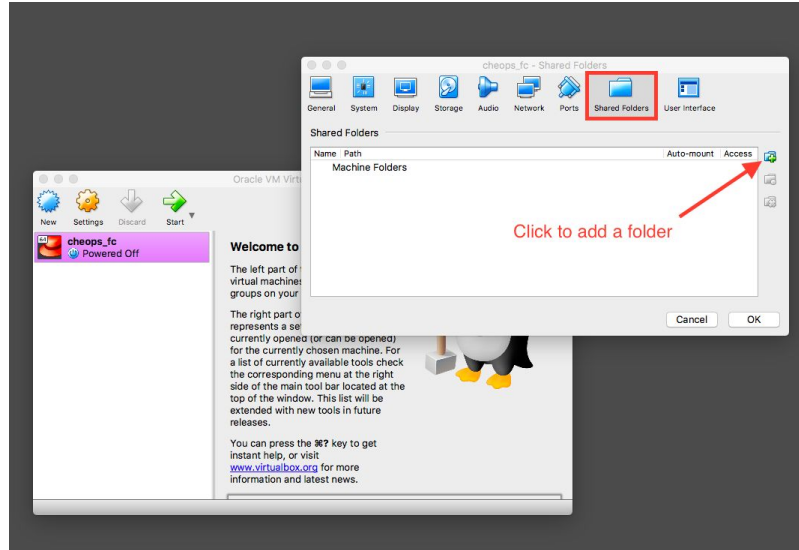 cheops_fc - Shared Folders
General System Display Storage Audio Network Ports Shared Folders User Interface
Shared Folders
Name Path Auto-mount Access
Machine Folders
Click to add a folder
Cancel OK
Oracle VM Virt
New Settings Discard Start
64 cheops_fc
Powered Off
Welcome to
The left part of
virtual machines
groups on your
The right part o
represents a se
currently opened (or can be opened)
for the currently chosen machine. For
a list of currently available tools check
the corresponding menu at the right
side of the main tool bar located at the
top of the window. This list will be
extended with new tools in future
releases.
You can press the ⌘? key to get
instant help, or visit
www.virtualbox.org for more
information and latest news.